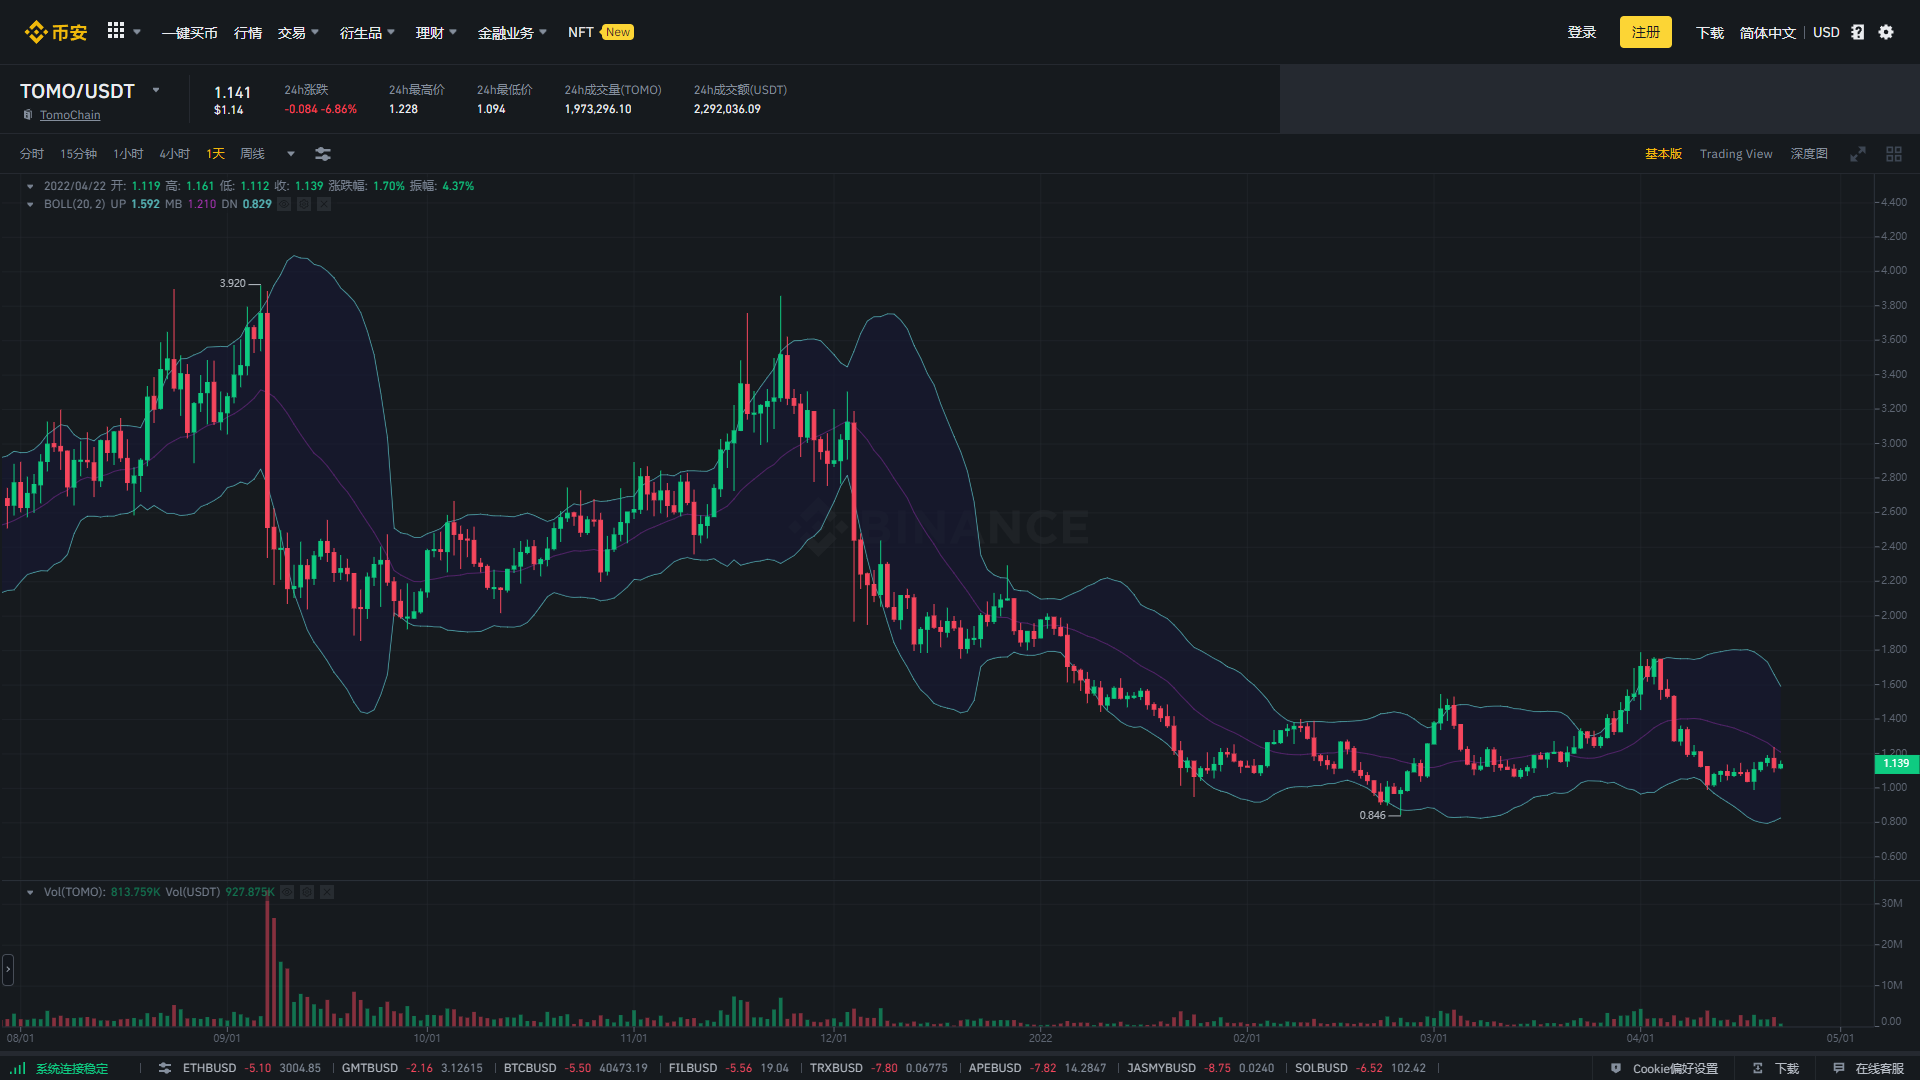 币安 一键买币 行情 交易 衍生品 理财 金融业务 NFT New 登录 注册 下载 简体中文 USD
TOMO/USDT
TomoChain
1.141
$1.14
24h涨跌
-0.084 -6.86%
24h最高价
1.228
24h最低价
1.094
24h成交量(TOMO)
1,973,296.10
24h成交额(USDT)
2,292,036.09
分时 15分钟 1小时 4小时 1天 周线 基本版 Trading View 深度图
2022/04/22 开: 1.119 高: 1.161 低: 1.112 收: 1.139 涨跌幅: 1.70% 振幅: 4.37%
BOLL(20, 2) UP 1.592 MB 1.210 DN 0.829
4.400
4.200
4.000
3.800
3.600
3.400
3.200
3.000
2.800
2.600
2.400
2.200
2.000
1.800
1.600
1.400
1.200
1.139
1.000
0.800
0.600
3.920
BINANCE
0.846
Vol(TOMO): 813.759K Vol(USDT) 927.875K
30M
20M
10M
0.00
08/01 09/01 10/01 11/01 12/01 2022 02/01 03/01 04/01 05/01
系统连接稳定 ETHBUSD -5.10 3004.85 GMTBUSD -2.16 3.12615 BTCBUSD -5.50 40473.19 FILBUSD -5.56 19.04 TRXBUSD -7.80 0.06775 APEBUSD -7.82 14.2847 JASMYBUSD -8.75 0.0240 SOLBUSD -6.52 102.42 Cookie偏好设置 下载 在线客服